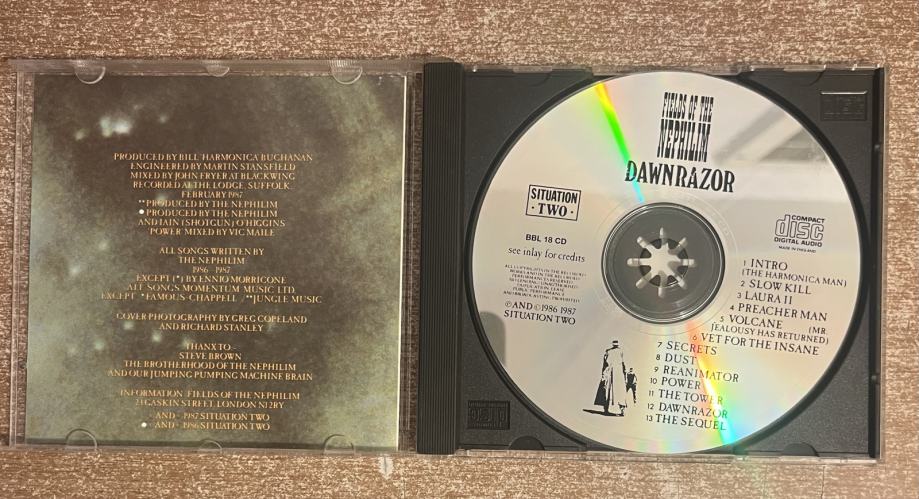 PRODUCED BY BILL HARMONICA BUCHANAN
ENGINEERED BY MARTIN STANSFIELD
MIXED BY JOHN FRYER AT BLACKWING
RECORDED AT THE LODGE, SUFFOLK.
FEBRUARY 1987
**PRODUCED BY THE NEPHILIM
●PRODUCED BY THE NEPHILIM
AND IAIN (SHOTGUN) O'HIGGINS
'POWER' MIXED BY VIC MAILE
ALL SONGS WRITTEN BY
THE NEPHILIM
1986-1987
EXCEPT (*) BY ENNIO MORRICONE
ALL SONGS MOMENTUM MUSIC LTD
EXCEPT *FAMOUS-CHAPPELL / **JUNGLE MUSIC
COVER PHOTOGRAPHY BY GREG COPELAND
AND RICHARD STANLEY
THANX TO -
STEVE BROWN
THE BROTHERHOOD OF THE NEPHILIM
AND OUR JUMPING PUMPING MACHINE BRAIN
INFORMATION: FIELDS OF THE NEPHILIM
21 GASKIN STREET, LONDON N1 2RY
AND - 1987 SITUATION TWO
● AND - 1986 SITUATION TWO
FIELDS OF THE
NEPHILIM
DAWNRAZOR
SITUATION
·TWO·
BBL 18 CD
see inlay for credits
℗ AND © 1986 1987
SITUATION TWO
COMPACT
disc
DIGITAL AUDIO
MADE IN ENGLAND
1 INTRO
(THE HARMONICA MAN)
2 SLOW KILL
3 LAURA II
4 PREACHER MAN
5 VOLCANE (MR.
JEALOUSY HAS RETURNED)
6 VET FOR THE INSANE
7 SECRETS
8 DUST
9 REANIMATOR
10 POWER
11 THE TOWER
12 DAWNRAZOR
13 THE SEQUEL